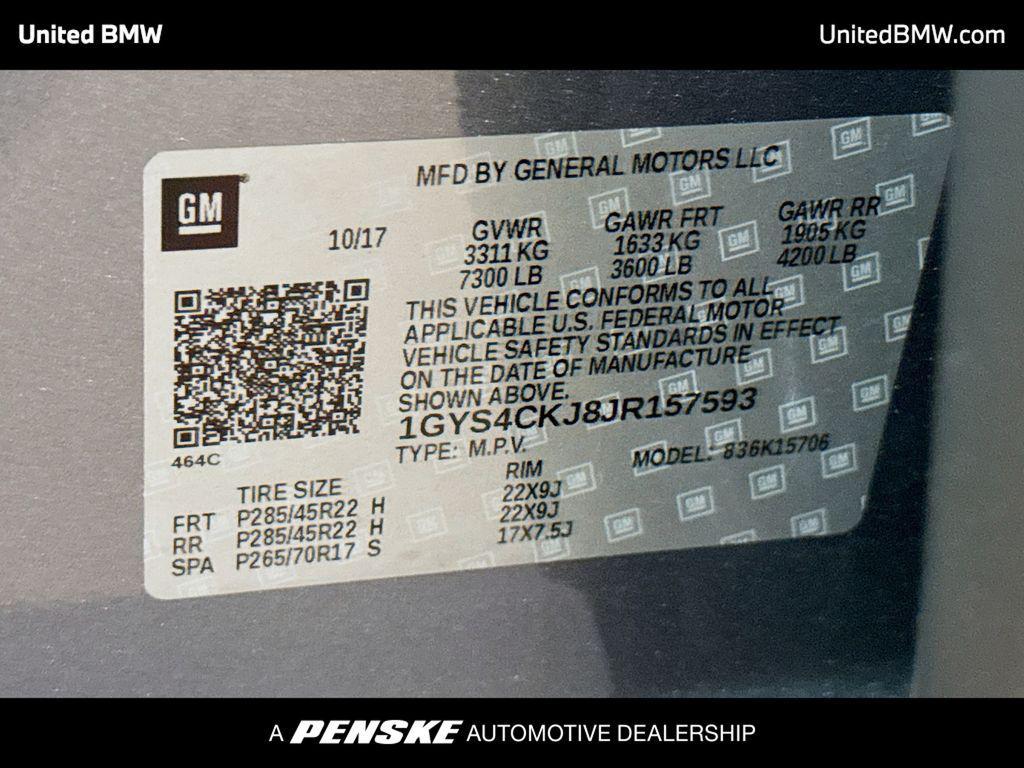 United BMW
UnitedBMW.com
MFD BY GENERAL MOTORS LLC
GM
10/17
GVWR GAWR FRT GAWR RR
3311 KG 1633 KG 1905 KG
7300 LB 3600 LB 4200 LB
THIS VEHICLE CONFORMS TO ALL
APPLICABLE U.S. FEDERAL MOTOR
VEHICLE SAFETY STANDARDS IN EFFECT
ON THE DATE OF MANUFACTURE
SHOWN ABOVE.
1GYS4CKJ8JR157593
TYPE: M.P.V. MODEL: 836K15706
464C
TIRE SIZE RIM
FRT P285/45R22 H 22X9J
RR P285/45R22 H 22X9J
SPA P265/70R17 S 17X7.5J
A PENSKE AUTOMOTIVE DEALERSHIP